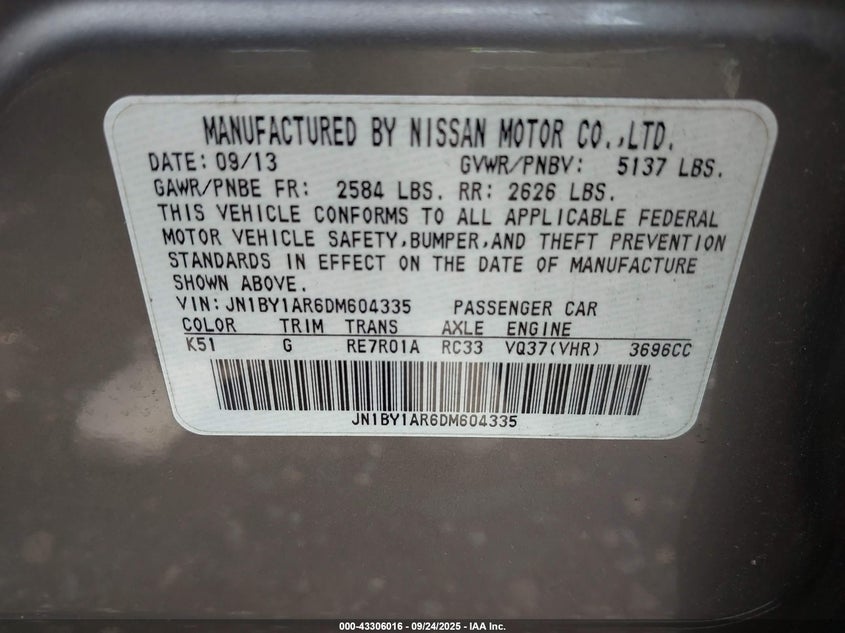 MANUFACTURED BY NISSAN MOTOR CO.,LTD.
DATE: 09/13 GVWR/PNBV: 5137 LBS.
GAWR/PNBE FR: 2584 LBS. RR: 2626 LBS.
THIS VEHICLE CONFORMS TO ALL APPLICABLE FEDERAL
MOTOR VEHICLE SAFETY,BUMPER,AND THEFT PREVENTION
STANDARDS IN EFFECT ON THE DATE OF MANUFACTURE
SHOWN ABOVE.
VIN: JN1BY1AR6DM604335 PASSENGER CAR
COLOR TRIM TRANS AXLE ENGINE
K51 G RE7R01A RC33 VQ37(VHR) 3696CC
JN1BY1AR6DM604335
000-43306016 - 09/24/2025 - IAA Inc.